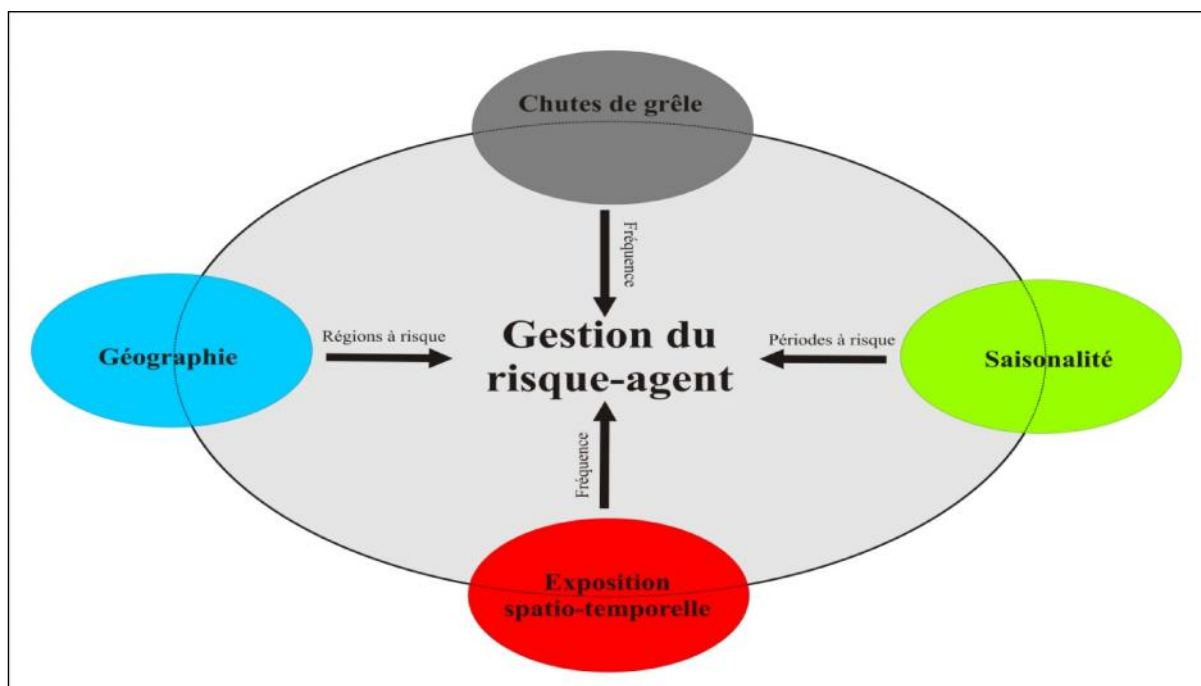 Chutes de grêle
Fréquence
Géographie
Régions à risque
Gestion du
risque-agent
Périodes à risque
Saisonalité
Fréquence
Exposition
spatio-temporelle